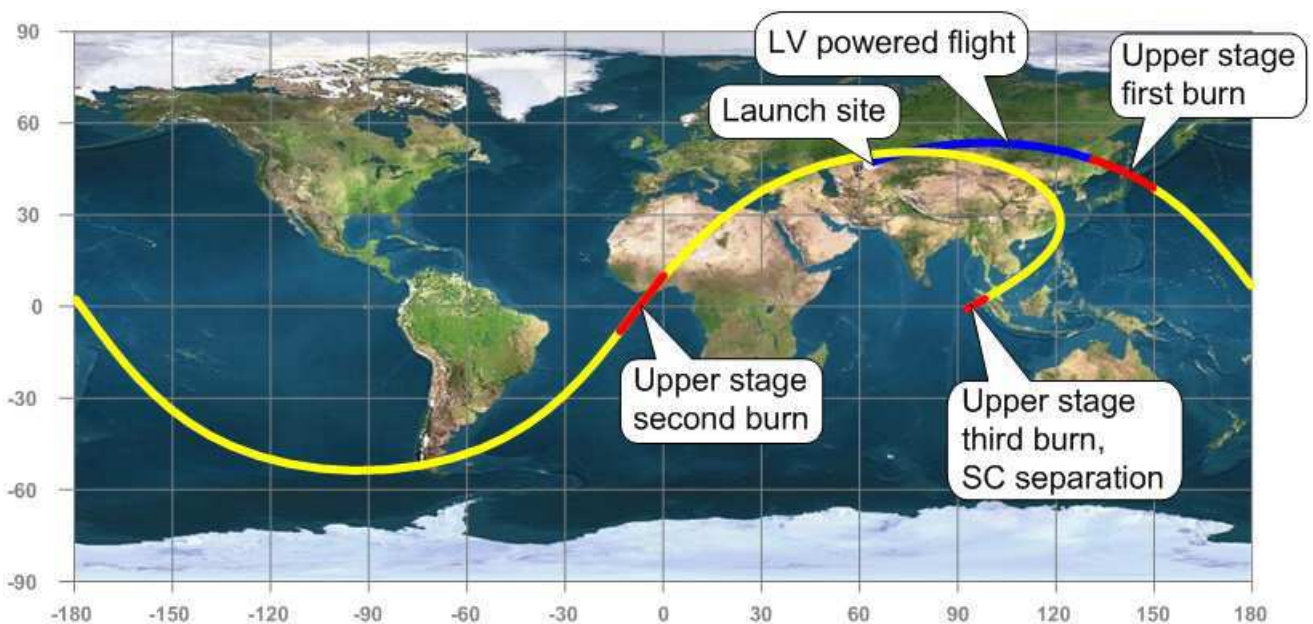 LV powered flight
Upper stage
first burn
Launch site
Upper stage
second burn
Upper stage
third burn,
SC separation
90
60
30
0
-30
-60
-90
-180
-150
-120
-90
-60
-30
0
30
60
90
120
150
180